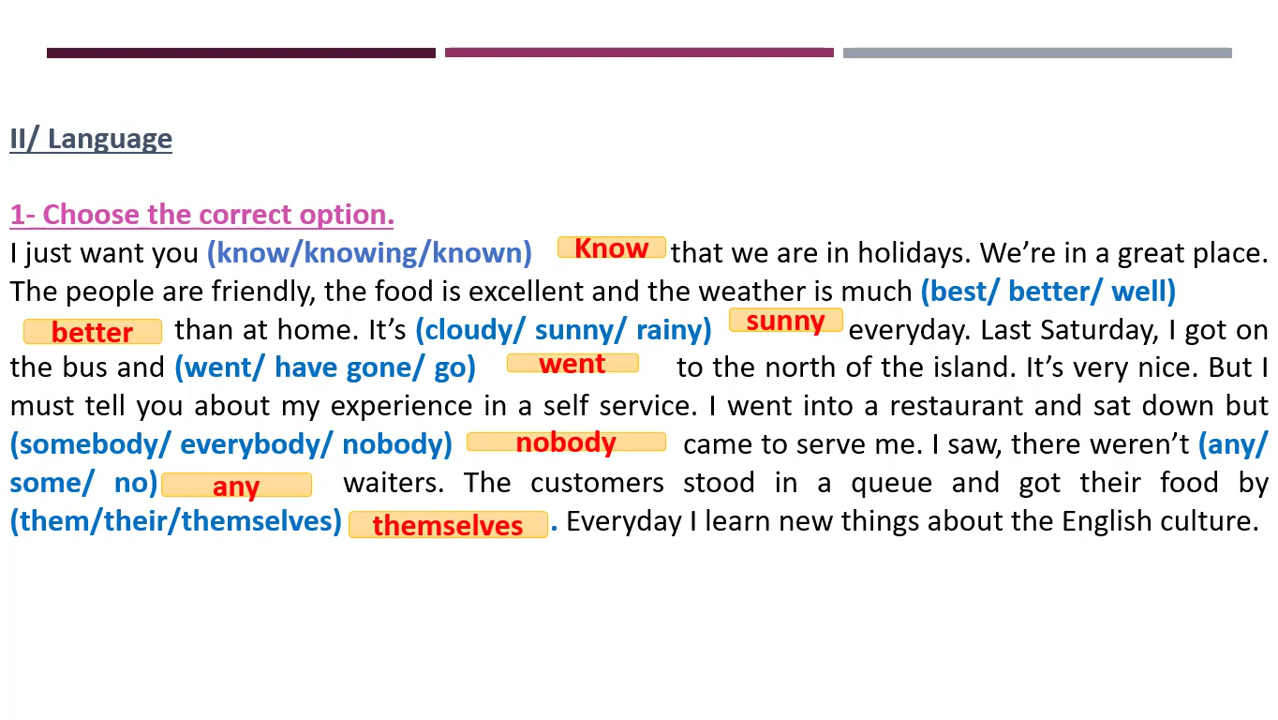 II/ Language
1- Choose the correct option.
I just want you (know/knowing/known) Know that we are in holidays. We’re in a great place.
The people are friendly, the food is excellent and the weather is much (best/ better/ well)
better than at home. It’s (cloudy/ sunny/ rainy) sunny everyday. Last Saturday, I got on
the bus and (went/ have gone/ go) went to the north of the island. It’s very nice. But I
must tell you about my experience in a self service. I went into a restaurant and sat down but
(somebody/ everybody/ nobody) nobody came to serve me. I saw, there weren’t (any/
some/ no) any waiters. The customers stood in a queue and got their food by
(them/their/themselves) themselves . Everyday I learn new things about the English culture.